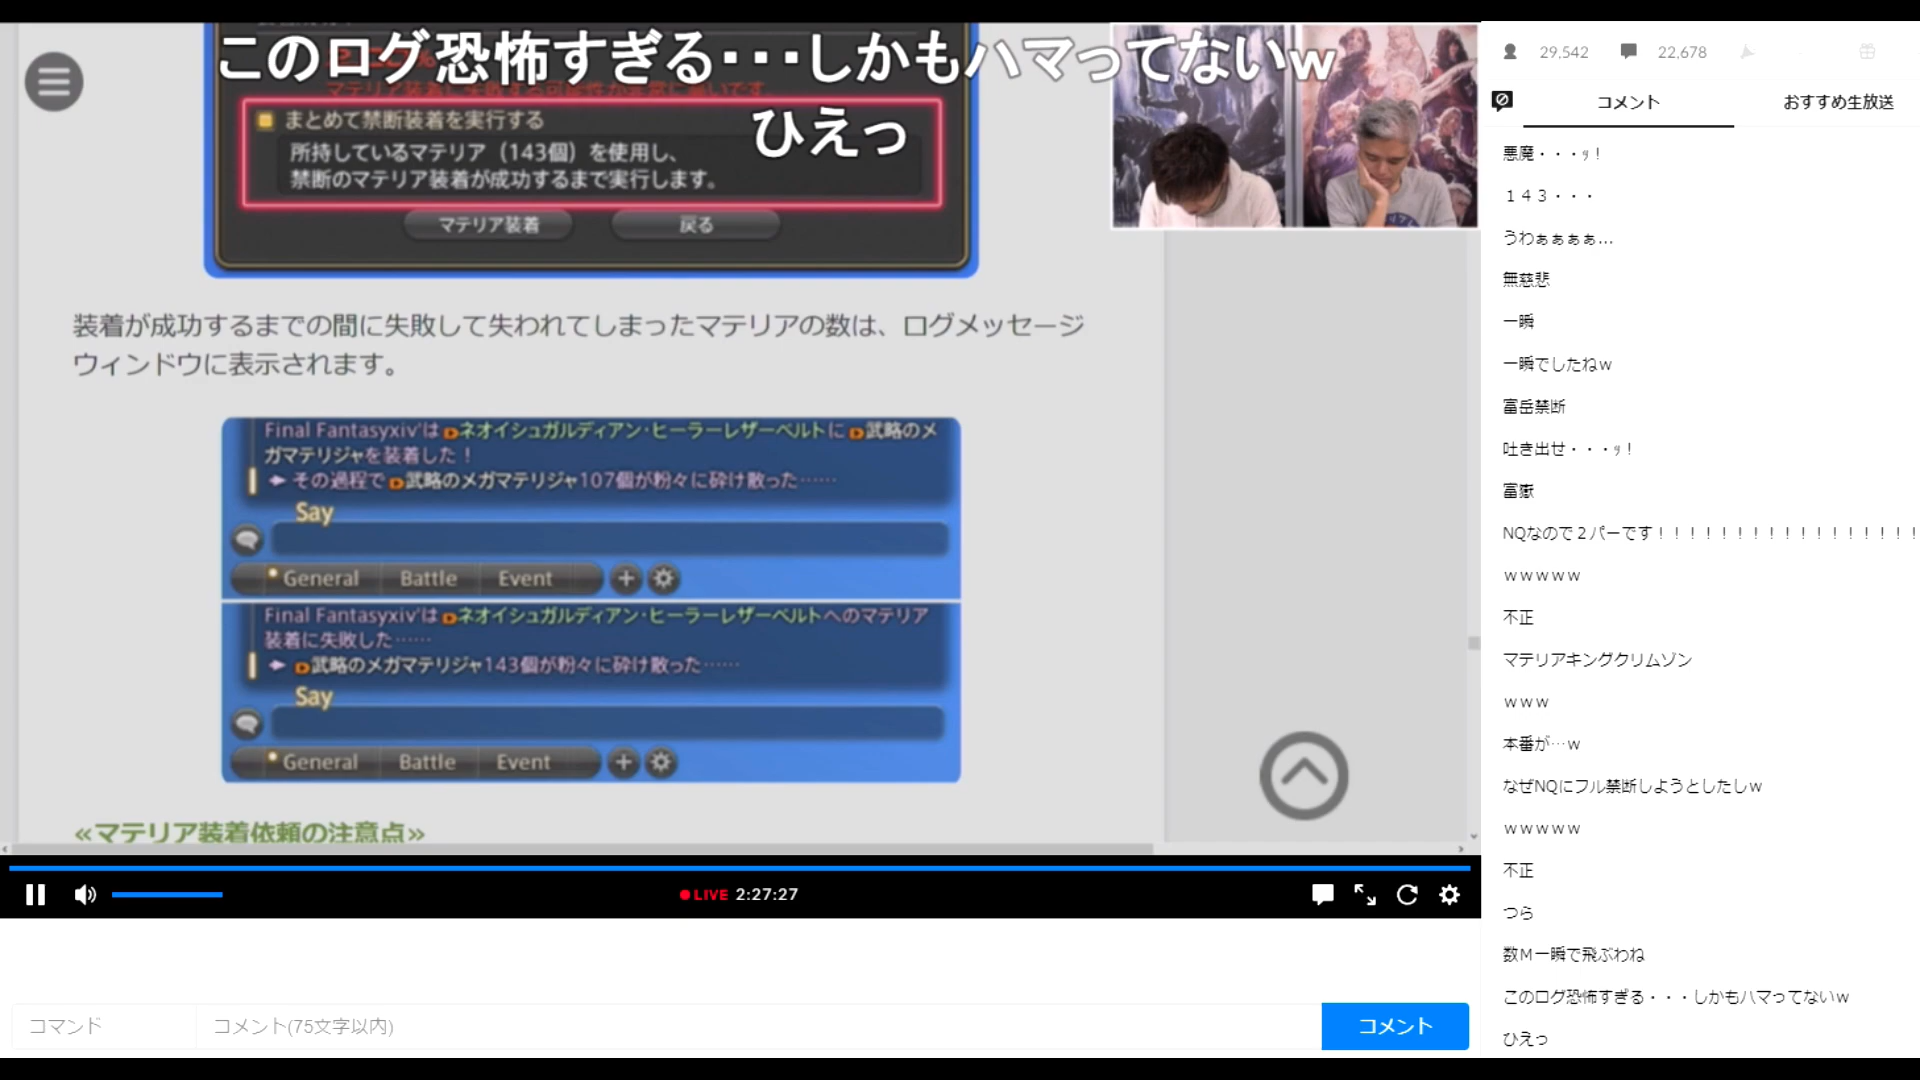 このログ恐怖すぎる・・・しかもハマってないw
ひえっ
まとめて禁断装着を実行する
所持しているマテリア（143個）を使用し、
禁断のマテリア装着が成功するまで実行します。
マテリア装着
戻る
装着が成功するまでの間に失敗して失われてしまったマテリアの数は、ログメッセージ
ウィンドウに表示されます。
Final Fantasyxiv'は ネオイシュガルディアン・ヒーラーレザーベルトに 武略のメ
ガマテリジャを装着した！
その過程で 武略のメガマテリジャ107個が粉々に砕け散った……
Say
General Battle Event
Final Fantasyxiv'は ネオイシュガルディアン・ヒーラーレザーベルトへのマテリア
装着に失敗した……
武略のメガマテリジャ143個が粉々に砕け散った……
Say
General Battle Event
≪マテリア装着依頼の注意点≫
LIVE 2:27:27
コマンド
コメント(75文字以内)
コメント
29,542 22,678
コメント
おすすめ生放送
悪魔・・・ｯ！
１４３・・・
うわぁぁぁぁ…
無慈悲
一瞬
一瞬でしたねｗ
富岳禁断
吐き出せ・・・ｯ！
富嶽
NQなので２パーです！！！！！！！！！！！！！！！！！
ｗｗｗｗｗ
不正
マテリアキングクリムゾン
ｗｗｗ
本番が…ｗ
なぜNQにフル禁断しようとしたしｗ
ｗｗｗｗｗ
不正
つら
数Ｍ一瞬で飛ぶわね
このログ恐怖すぎる・・・しかもハマってないｗ
ひえっ